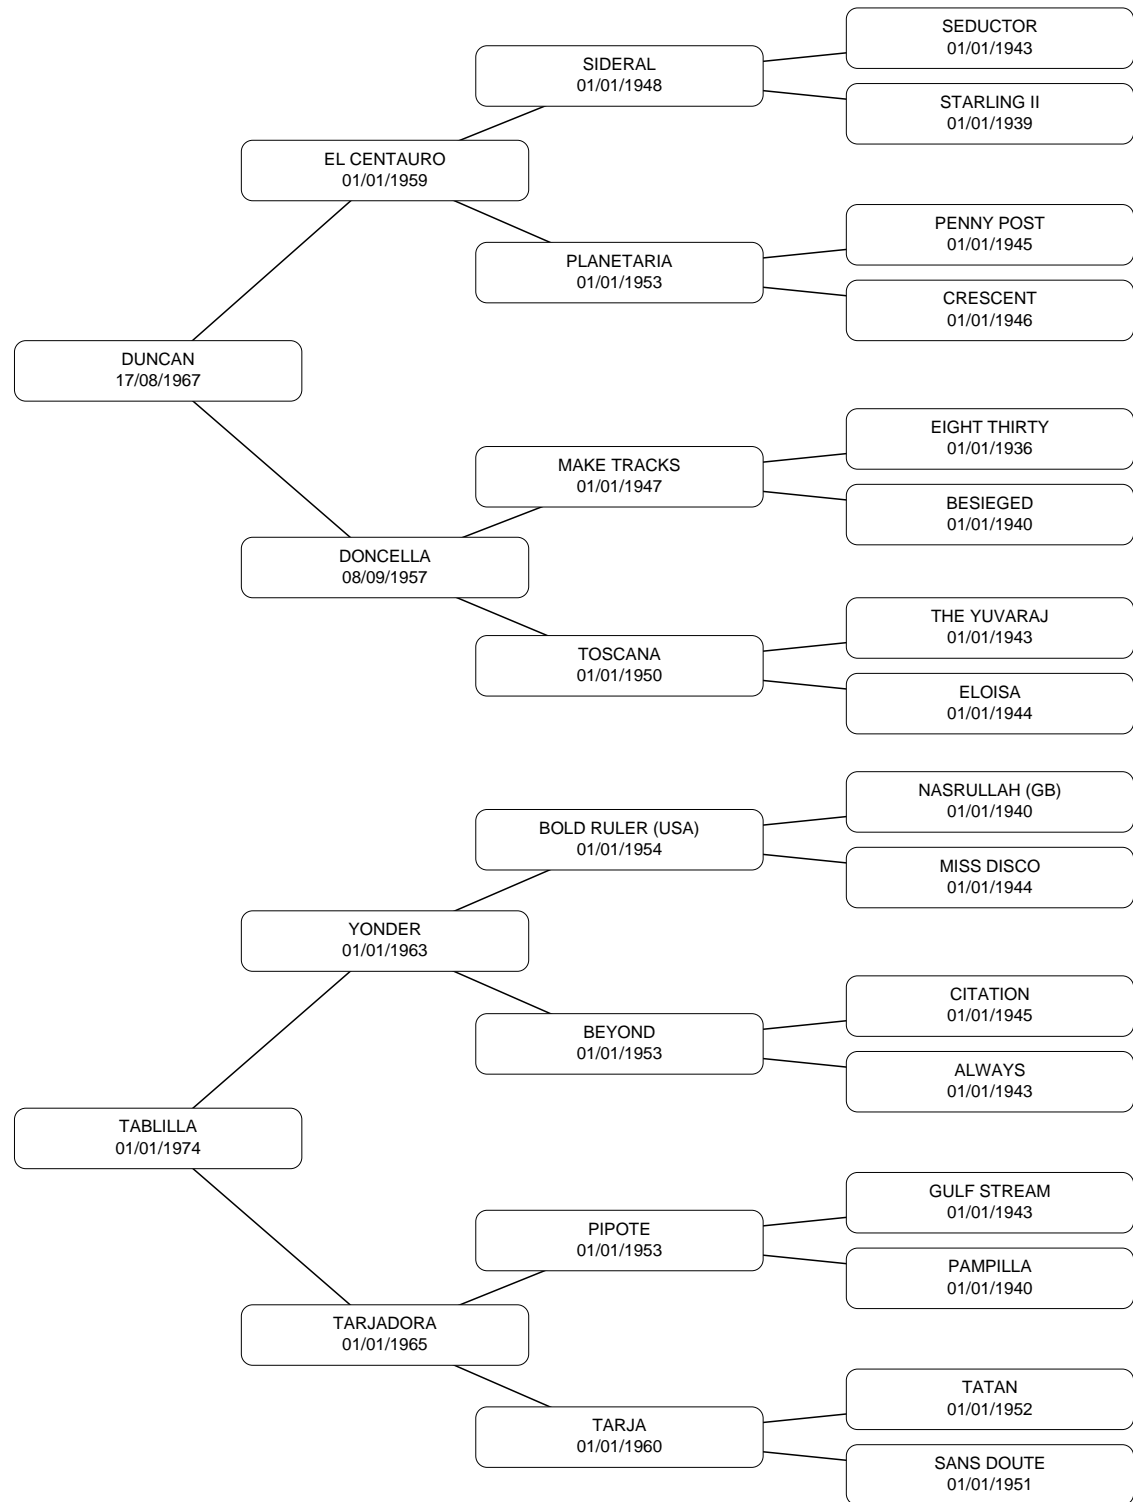 SEDUCTOR
01/01/1943
SIDERAL
01/01/1948
STARLING II
01/01/1939
EL CENTAURO
01/01/1959
PENNY POST
01/01/1945
PLANETARIA
01/01/1953
CRESCENT
01/01/1946
DUNCAN
17/08/1967
EIGHT THIRTY
01/01/1936
MAKE TRACKS
01/01/1947
BESIEGED
01/01/1940
DONCELLA
08/09/1957
THE YUVARAJ
01/01/1943
TOSCANA
01/01/1950
ELOISA
01/01/1944
NASRULLAH (GB)
01/01/1940
BOLD RULER (USA)
01/01/1954
MISS DISCO
01/01/1944
YONDER
01/01/1963
CITATION
01/01/1945
BEYOND
01/01/1953
ALWAYS
01/01/1943
TABLILLA
01/01/1974
GULF STREAM
01/01/1943
PIPOTE
01/01/1953
PAMPILLA
01/01/1940
TARJADORA
01/01/1965
TATAN
01/01/1952
TARJA
01/01/1960
SANS DOUTE
01/01/1951